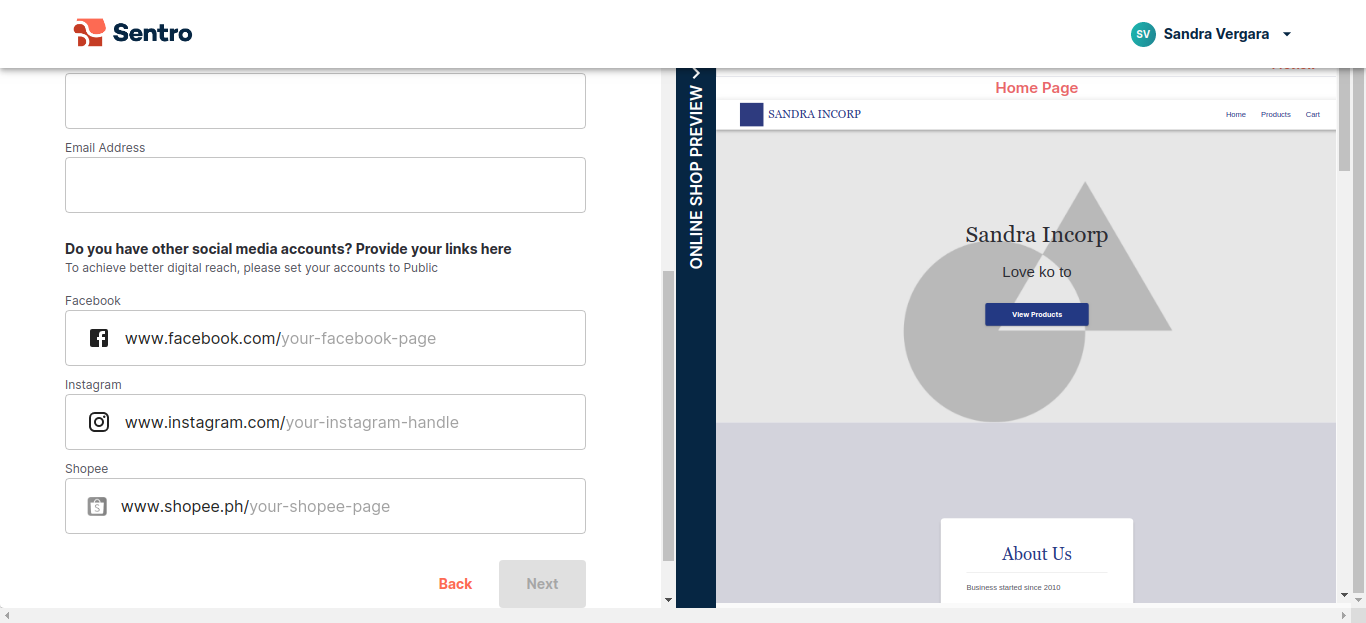 Sentro
SV Sandra Vergara
Email Address
Do you have other social media accounts? Provide your links here
To achieve better digital reach, please set your accounts to Public
Facebook
www.facebook.com/your-facebook-page
Instagram
www.instagram.com/your-instagram-handle
Shopee
www.shopee.ph/your-shopee-page
Back
Next
ONLINE SHOP PREVIEW
Home Page
SANDRA INCORP
Home Products Cart
Sandra Incorp
Love ko to
View Products
About Us
Business started since 2010